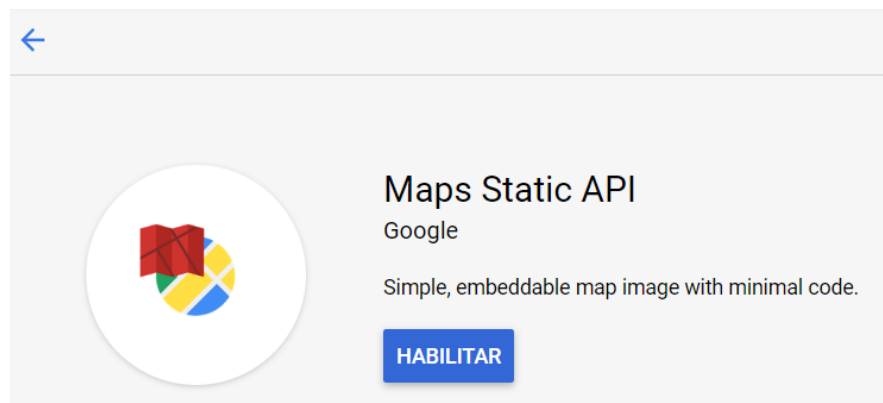 Maps Static API
Google
Simple, embeddable map image with minimal code.
HABILITAR